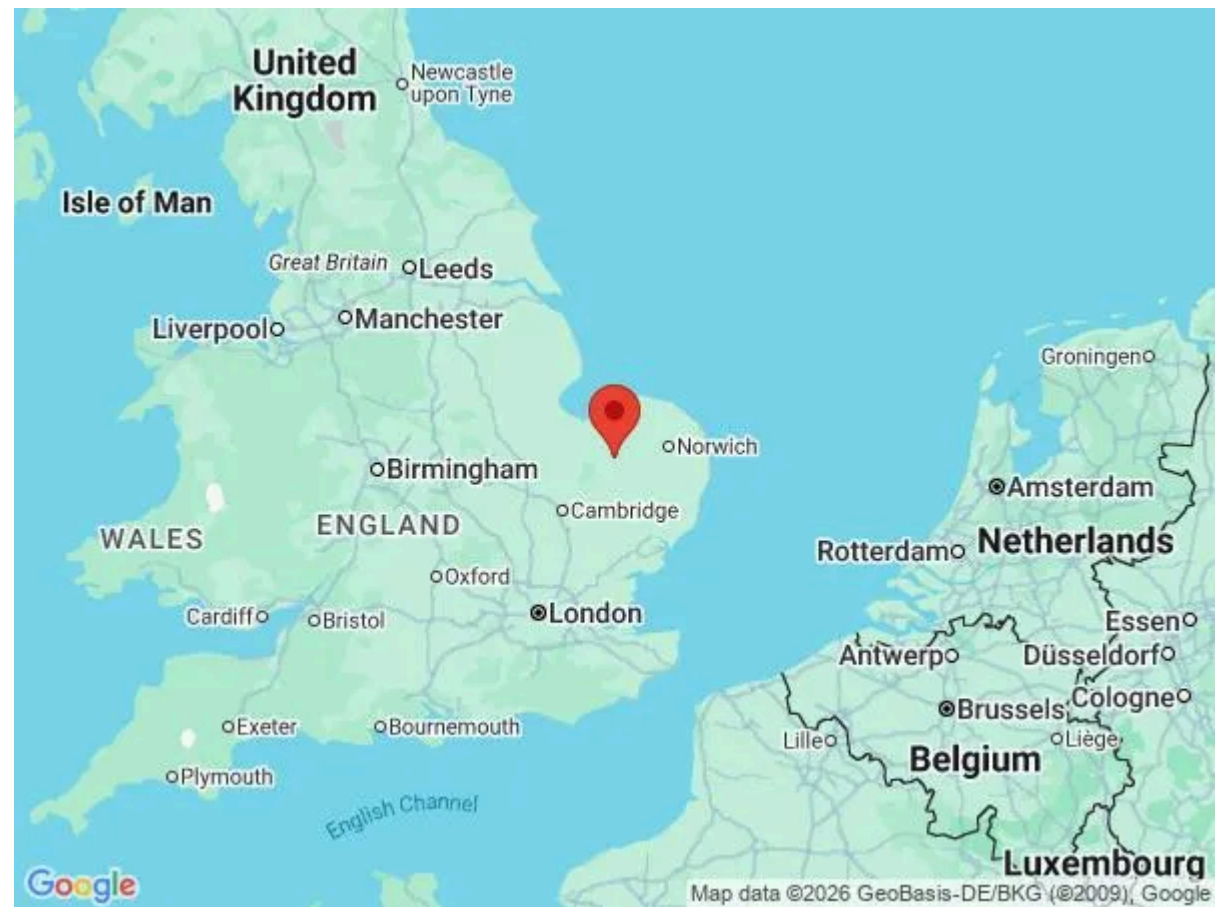 United
Kingdom
Newcastle
upon Tyne
Isle of Man
Great Britain
Leeds
Manchester
Liverpool
Groningen
Norwich
Birmingham
Amsterdam
Cambridge
ENGLAND
WALES
Rotterdam
Netherlands
Oxford
Cardiff
Bristol
London
Essen
Antwerp
Düsseldorf
Brussels
Cologne
Exeter
Bournemouth
Lille
Liège
Belgium
Plymouth
English Channel
Luxembourg
Google
Map data ©2026 GeoBasis-DE/BKG (©2009), Google